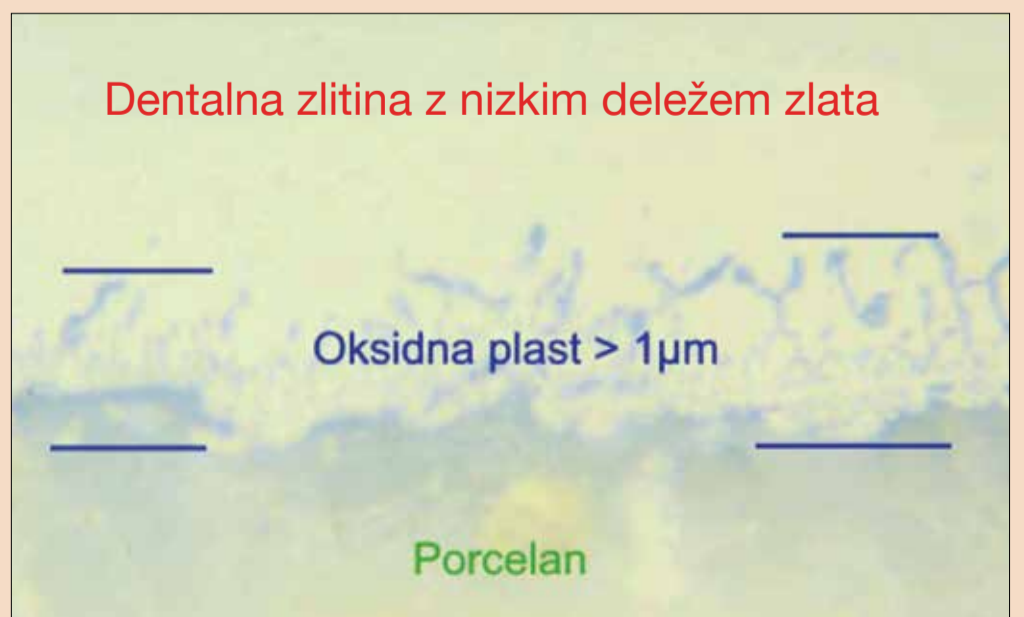 Dentalna zlitina z nizkim deležem zlata
Oksidna plast > 1µm
Porcelan